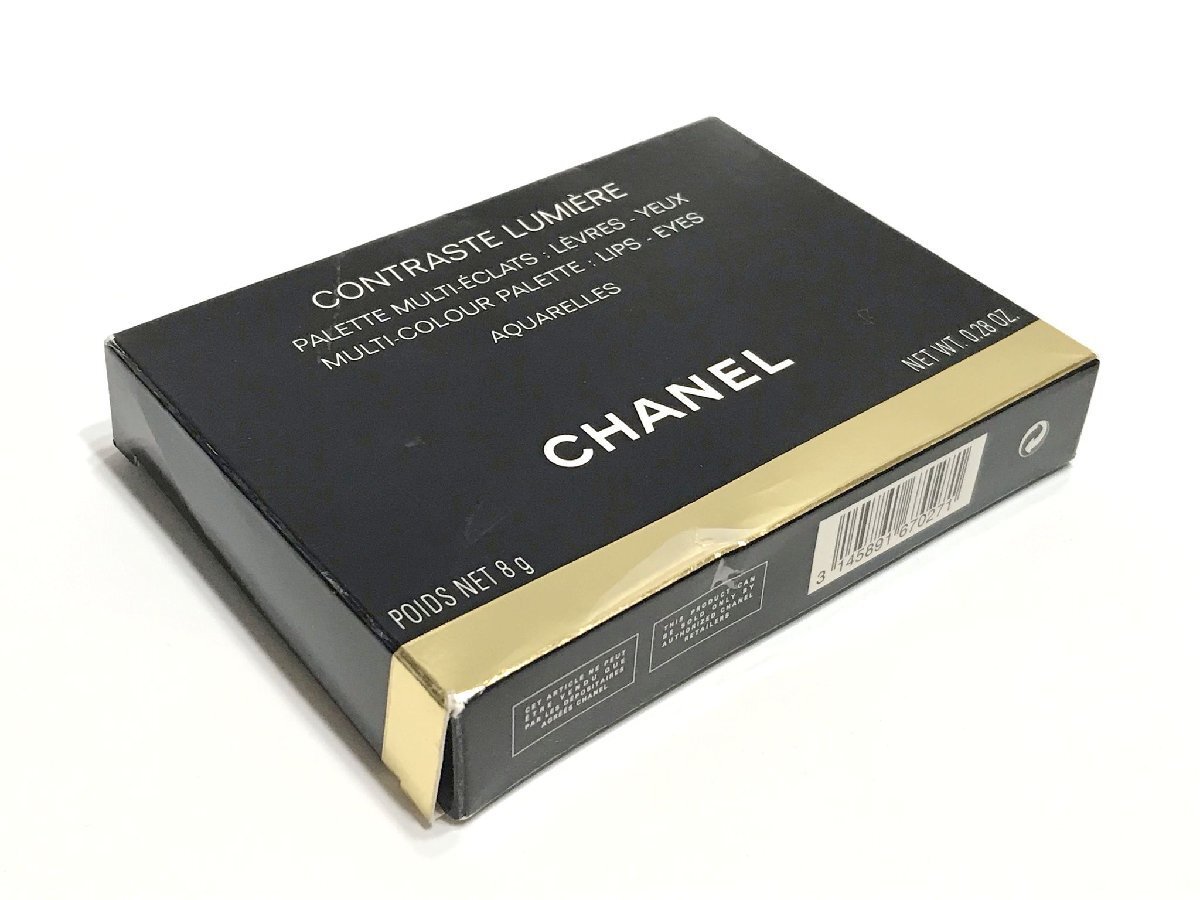 CONTRASTE LUMIÈRE
PALETTE MULTI-ÉCLATS : LÈVRES - YEUX
MULTI-COLOUR PALETTE : LIPS - EYES
AQUARELLES
CHANEL
POIDS NET 8 g
NET WT. 0.28 OZ.
CET ARTICLE NE PEUT
ÊTRE VENDU QUE
PAR LES DÉPOSITAIRES
AGRÉÉS CHANEL
THIS PRODUCT CAN
BE SOLD ONLY BY
AUTHORIZED CHANEL
RETAILERS
3 145891 670271